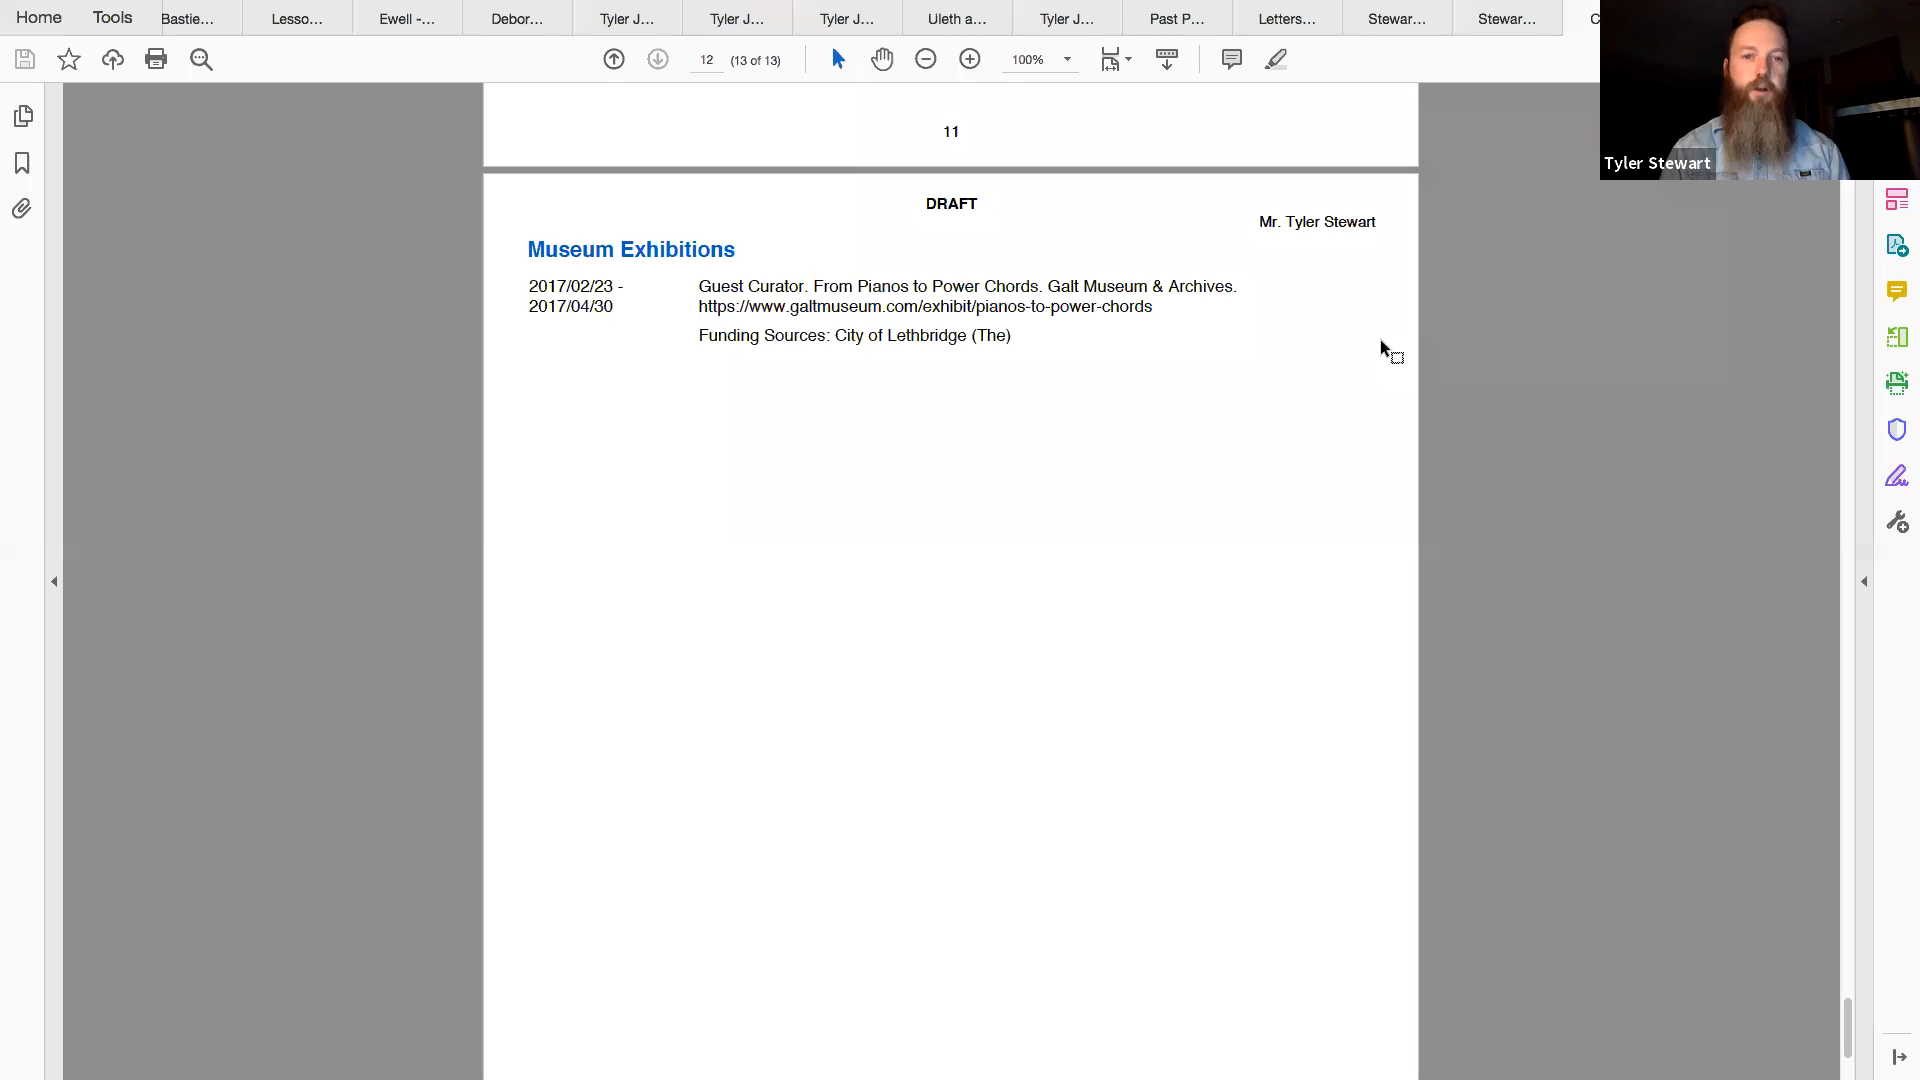 Home
Tools
Bastie...
Lesso...
Ewell -...
Debor...
Tyler J...
Tyler J...
Tyler J...
Uleth a...
Tyler J...
Past P...
Letters...
Stewar...
Stewar...
C
12
(13 of 13)
100%
Tyler Stewart
11
DRAFT
Mr. Tyler Stewart
Museum Exhibitions
2017/02/23 -
2017/04/30
Guest Curator. From Pianos to Power Chords. Galt Museum & Archives.
https://www.galtmuseum.com/exhibit/pianos-to-power-chords
Funding Sources: City of Lethbridge (The)